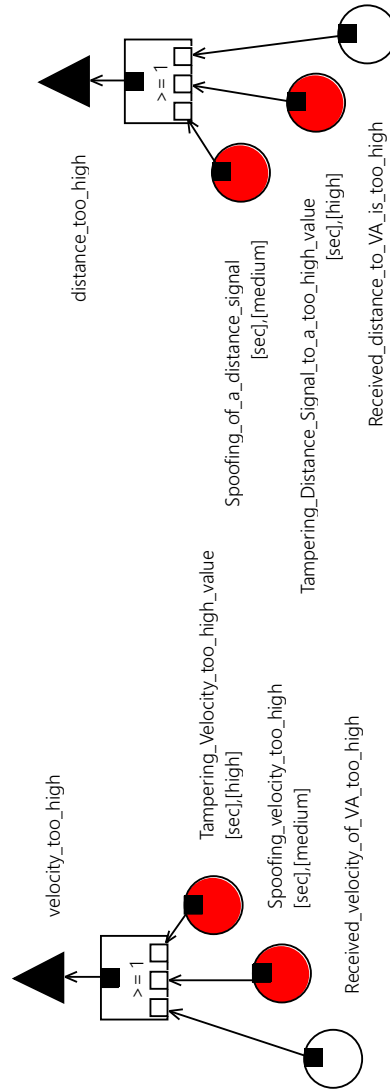 velocity_too_high
>= 1
Tampering_Velocity_too_high_value
[sec],[high]
Spoofing_velocity_too_high
[sec],[medium]
Received_velocity_of_VA_too_high
distance_too_high
>= 1
Spoofing_of_a_distance_signal
[sec],[medium]
Tampering_Distance_Signal_to_a_too_high_value
[sec],[high]
Received_distance_to_VA_is_too_high